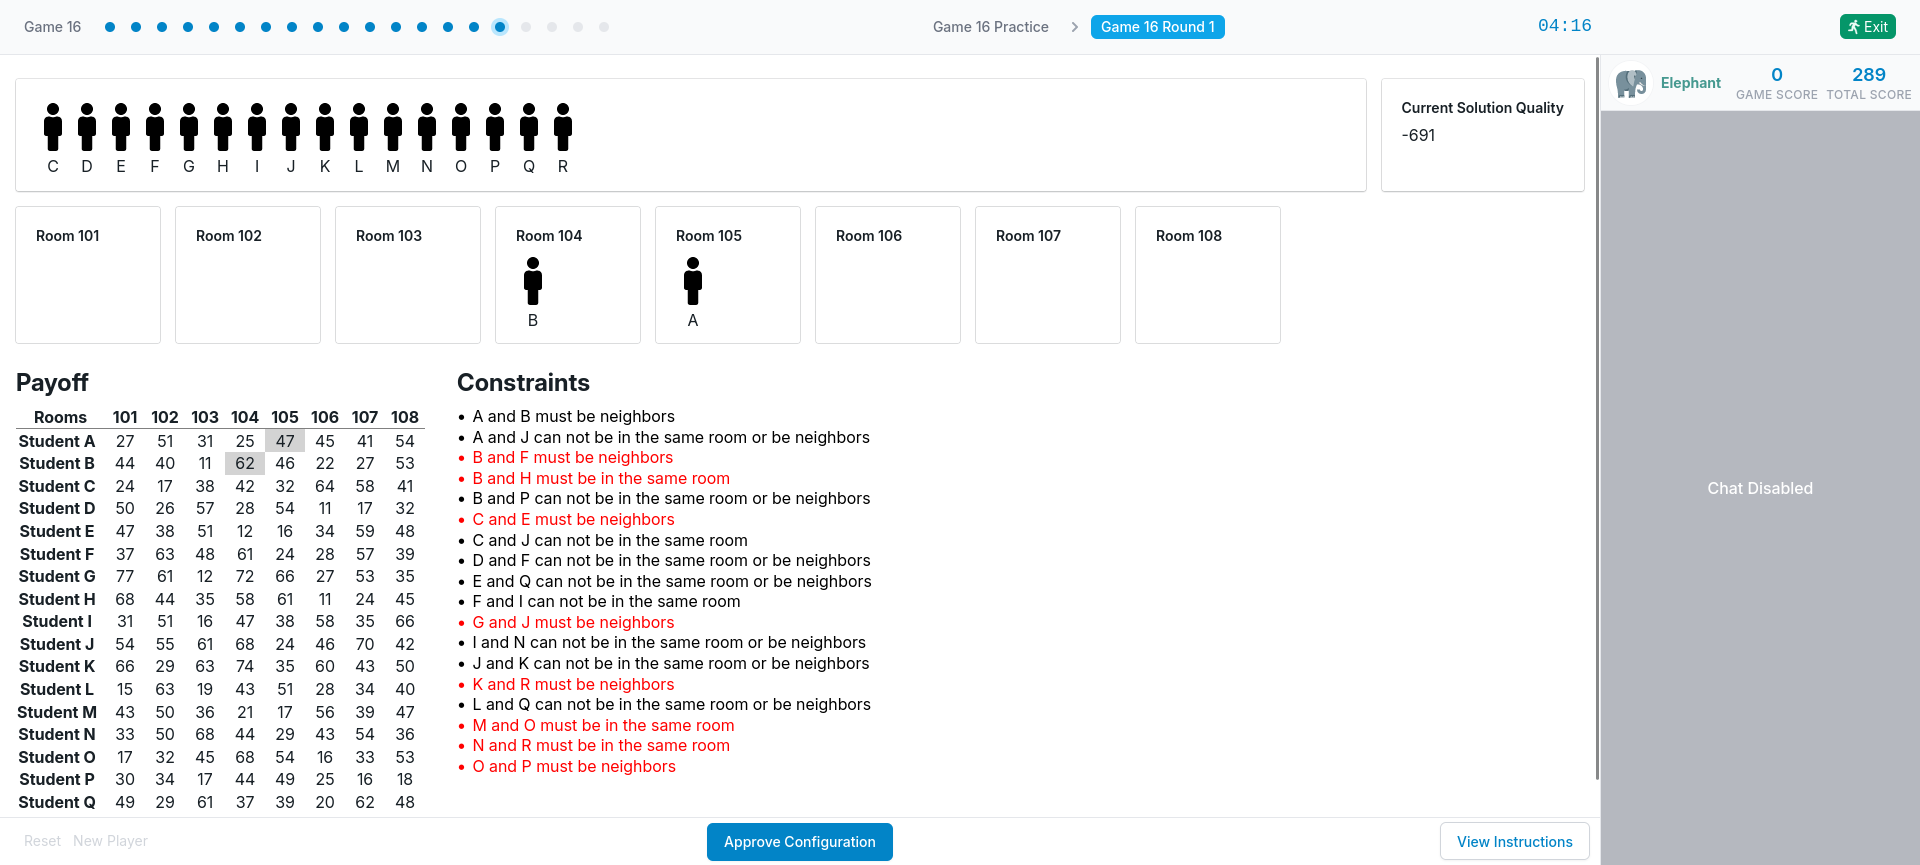 Game 16
Game 16 Practice
Game 16 Round 1
04:16
Exit
Elephant
0
GAME SCORE
289
TOTAL SCORE
C D E F G H I J K L M N O P Q R
Current Solution Quality
-691
Room 101
Room 102
Room 103
Room 104
B
Room 105
A
Room 106
Room 107
Room 108
Payoff
Rooms 101 102 103 104 105 106 107 108
Student A 27 51 31 25 47 45 41 54
Student B 44 40 11 62 46 22 27 53
Student C 24 17 38 42 32 64 58 41
Student D 50 26 57 28 54 11 17 32
Student E 47 38 51 12 16 34 59 48
Student F 37 63 48 61 24 28 57 39
Student G 77 61 12 72 66 27 53 35
Student H 68 44 35 58 61 11 24 45
Student I 31 51 16 47 38 58 35 66
Student J 54 55 61 68 24 46 70 42
Student K 66 29 63 74 35 60 43 50
Student L 15 63 19 43 51 28 34 40
Student M 43 50 36 21 17 56 39 47
Student N 33 50 68 44 29 43 54 36
Student O 17 32 45 68 54 16 33 53
Student P 30 34 17 44 49 25 16 18
Student Q 49 29 61 37 39 20 62 48
Constraints
• A and B must be neighbors
• A and J can not be in the same room or be neighbors
• B and F must be neighbors
• B and H must be in the same room
• B and P can not be in the same room or be neighbors
• C and E must be neighbors
• C and J can not be in the same room
• D and F can not be in the same room or be neighbors
• E and Q can not be in the same room or be neighbors
• F and I can not be in the same room
• G and J must be neighbors
• I and N can not be in the same room or be neighbors
• J and K can not be in the same room or be neighbors
• K and R must be neighbors
• L and Q can not be in the same room or be neighbors
• M and O must be in the same room
• N and R must be in the same room
• O and P must be neighbors
Chat Disabled
Reset
New Player
Approve Configuration
View Instructions